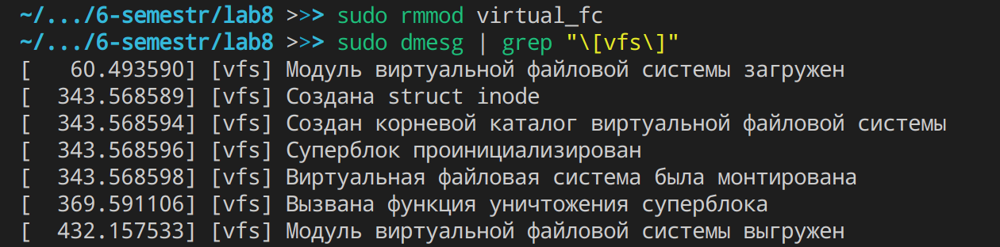 ~/.../6-semestr/lab8 >>> sudo rmmod virtual_fc
~/.../6-semestr/lab8 >>> sudo dmesg | grep "\[vfs\]"
[   60.493590] [vfs] Модуль виртуальной файловой системы загружен
[  343.568589] [vfs] Создана struct inode
[  343.568594] [vfs] Создан корневой каталог виртуальной файловой системы
[  343.568596] [vfs] Суперблок проинициализирован
[  343.568598] [vfs] Виртуальная файловая система была монтирована
[  369.591106] [vfs] Вызвана функция уничтожения суперблока
[  432.157533] [vfs] Модуль виртуальной файловой системы выгружен